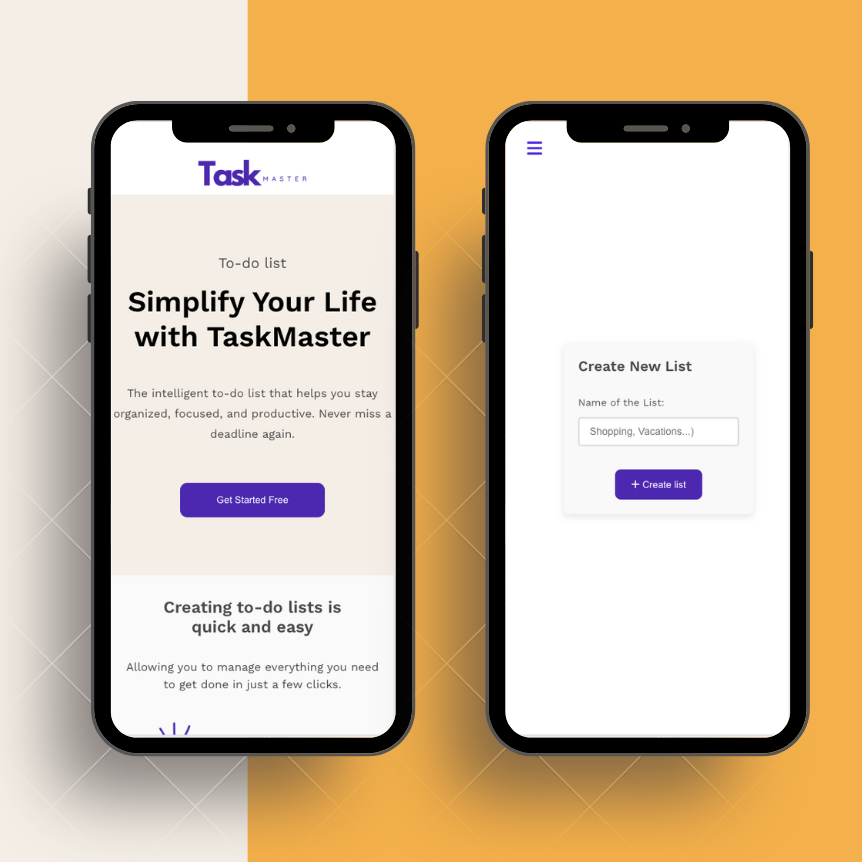 Task MASTER
To-do list
Simplify Your Life
with TaskMaster
The intelligent to-do list that helps you stay
organized, focused, and productive. Never miss a
deadline again.
Get Started Free
Creating to-do lists is
quick and easy
Allowing you to manage everything you need
to get done in just a few clicks.
Create New List
Name of the List:
Shopping, Vacations...)
+ Create list